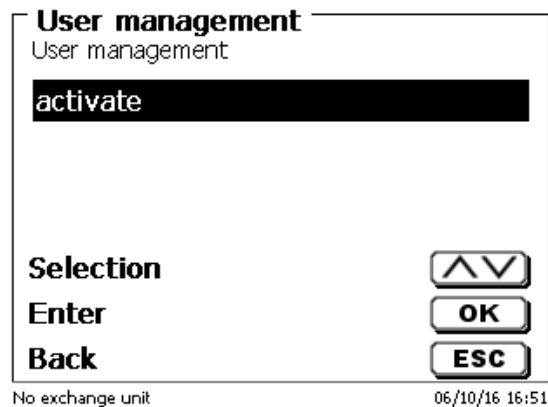 User management
User management
activate
Selection
Enter OK
Back ESC
No exchange unit 06/10/16 16:51